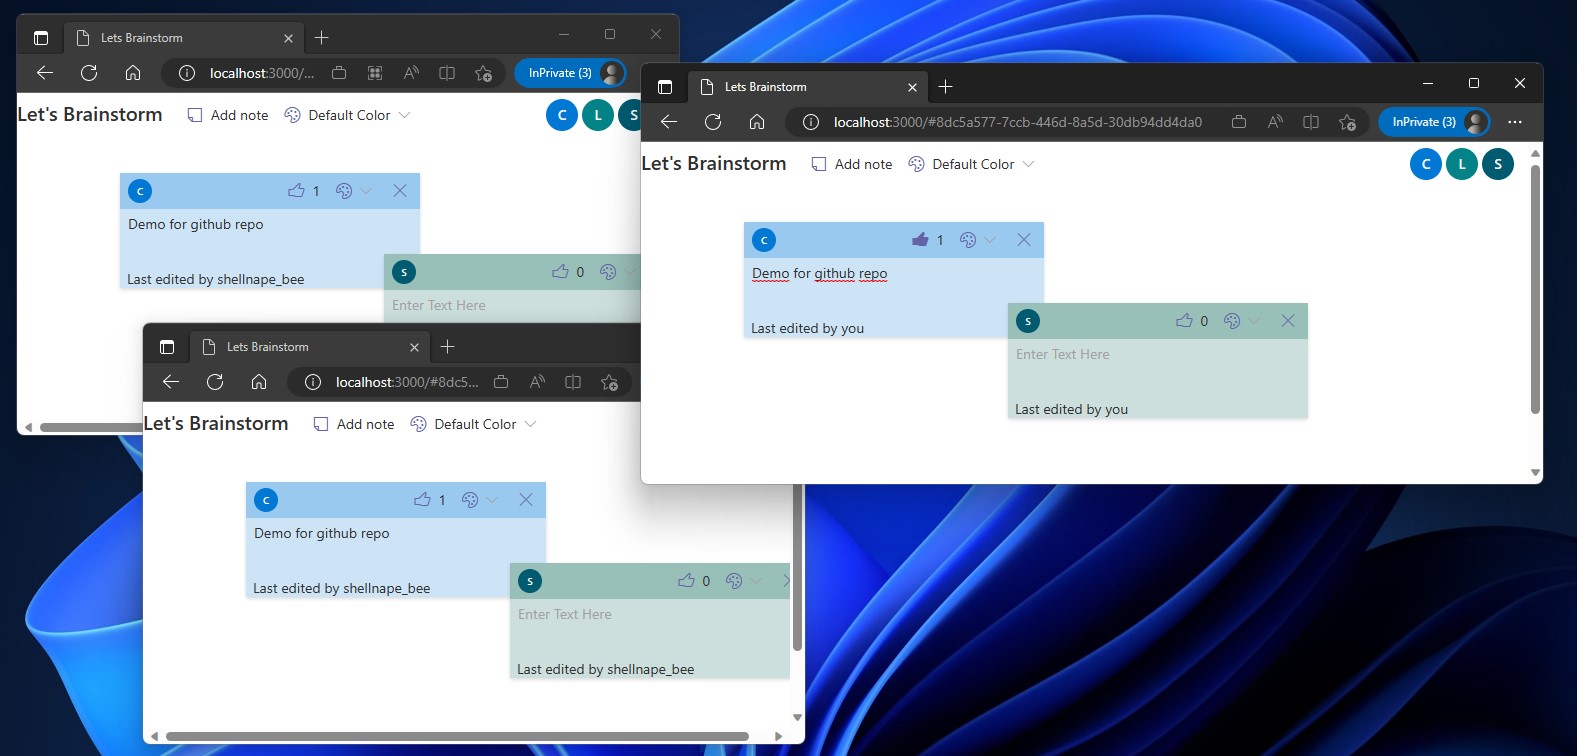 Lets Brainstorm
localhost:3000/...
InPrivate (3)
Let's Brainstorm
Add note
Default Color
C
L
S
C
1
Demo for github repo
Last edited by shellnape_bee
S
0
Enter Text Here
Lets Brainstorm
localhost:3000/#8dc5a577-7ccb-446d-8a5d-30db94dd4da0
InPrivate (3)
Let's Brainstorm
Add note
Default Color
C
L
S
C
1
Demo for github repo
Last edited by you
S
0
Enter Text Here
Last edited by you
Lets Brainstorm
localhost:3000/#8dc5...
Let's Brainstorm
Add note
Default Color
C
1
Demo for github repo
Last edited by shellnape_bee
S
0
Enter Text Here
Last edited by shellnape_bee